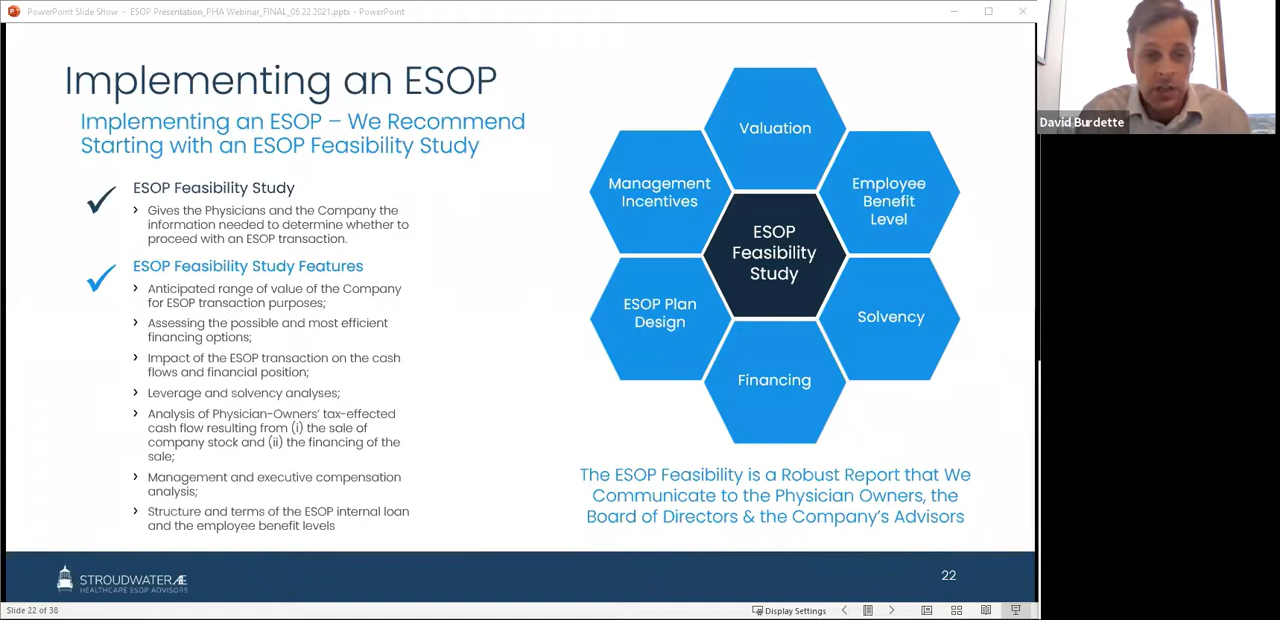 PowerPoint Slide Show - ESOP Presentation_PHA Webinar_FINAL_06 22 2021.pptx - PowerPoint
Implementing an ESOP
Implementing an ESOP – We Recommend
Starting with an ESOP Feasibility Study
ESOP Feasibility Study
Gives the Physicians and the Company the
information needed to determine whether to
proceed with an ESOP transaction.
ESOP Feasibility Study Features
Anticipated range of value of the Company
for ESOP transaction purposes;
Assessing the possible and most efficient
financing options;
Impact of the ESOP transaction on the cash
flows and financial position;
Leverage and solvency analyses;
Analysis of Physician-Owners' tax-effected
cash flow resulting from (i) the sale of
company stock and (ii) the financing of the
sale;
Management and executive compensation
analysis;
Structure and terms of the ESOP internal loan
and the employee benefit levels
Valuation
Management
Incentives
Employee
Benefit
Level
ESOP
Feasibility
Study
ESOP Plan
Design
Solvency
Financing
The ESOP Feasibility is a Robust Report that We
Communicate to the Physician Owners, the
Board of Directors & the Company's Advisors
STROUDWATER AE
HEALTHCARE ESOP ADVISORS
22
Slide 22 of 38
Display Settings
David Burdette